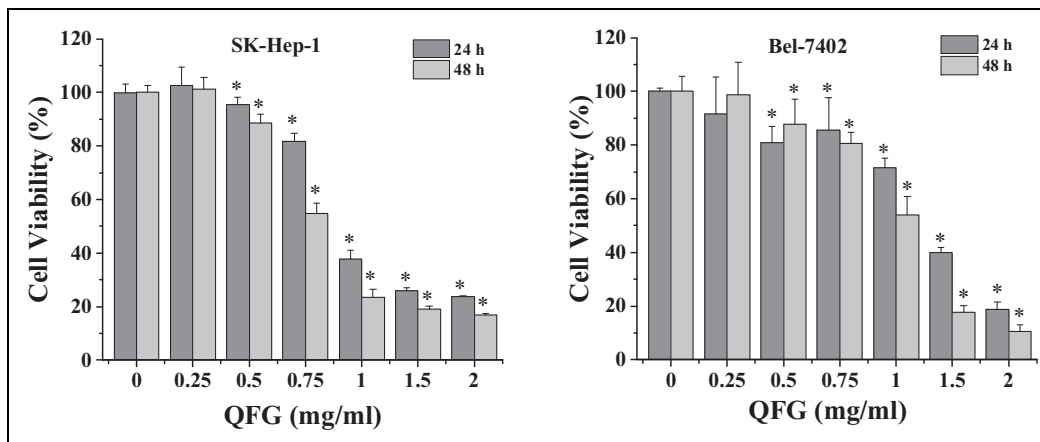 SK-Hep-1
24 h
48 h
Cell Viability (%)
120
100
80
60
40
20
0
* * * * * * * * * *
0 0.25 0.5 0.75 1 1.5 2
QFG (mg/ml)
Bel-7402
24 h
48 h
Cell Viability (%)
120
100
80
60
40
20
0
* * * * * * * * * *
0 0.25 0.5 0.75 1 1.5 2
QFG (mg/ml)